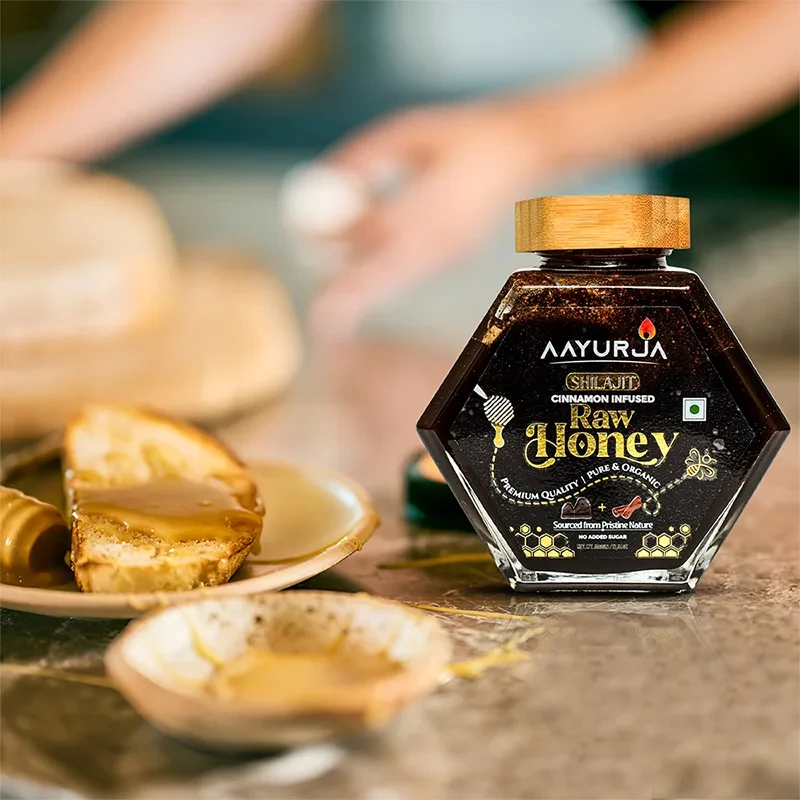 AAYURJA
SHILAJIT
CINNAMON INFUSED
Raw
Honey
PREMIUM QUALITY | PURE & ORGANIC
+
Sourced from Pristine Nature
NO ADDED SUGAR